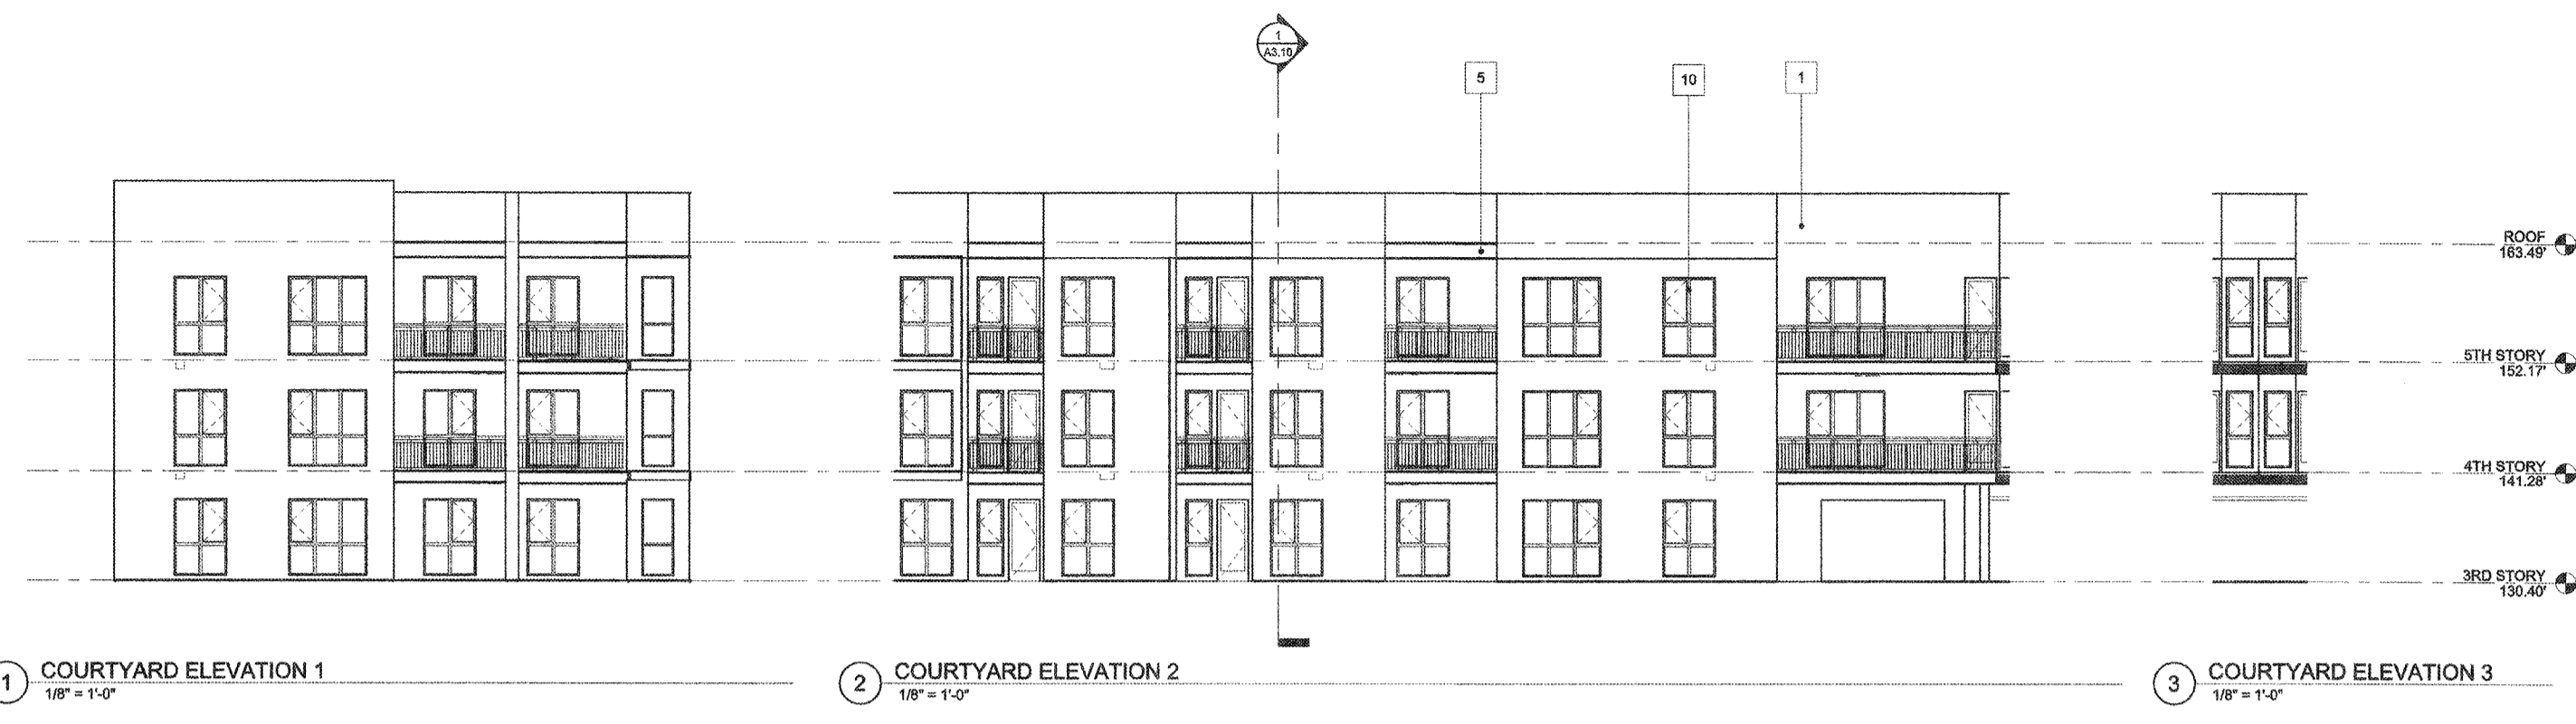 1
A3.10
5
10
1
ROOF
163.49'
5TH STORY
152.17'
4TH STORY
141.28'
3RD STORY
130.40'
1
COURTYARD ELEVATION 1
1/8" = 1'-0"
2
COURTYARD ELEVATION 2
1/8" = 1'-0"
3
COURTYARD ELEVATION 3
1/8" = 1'-0"